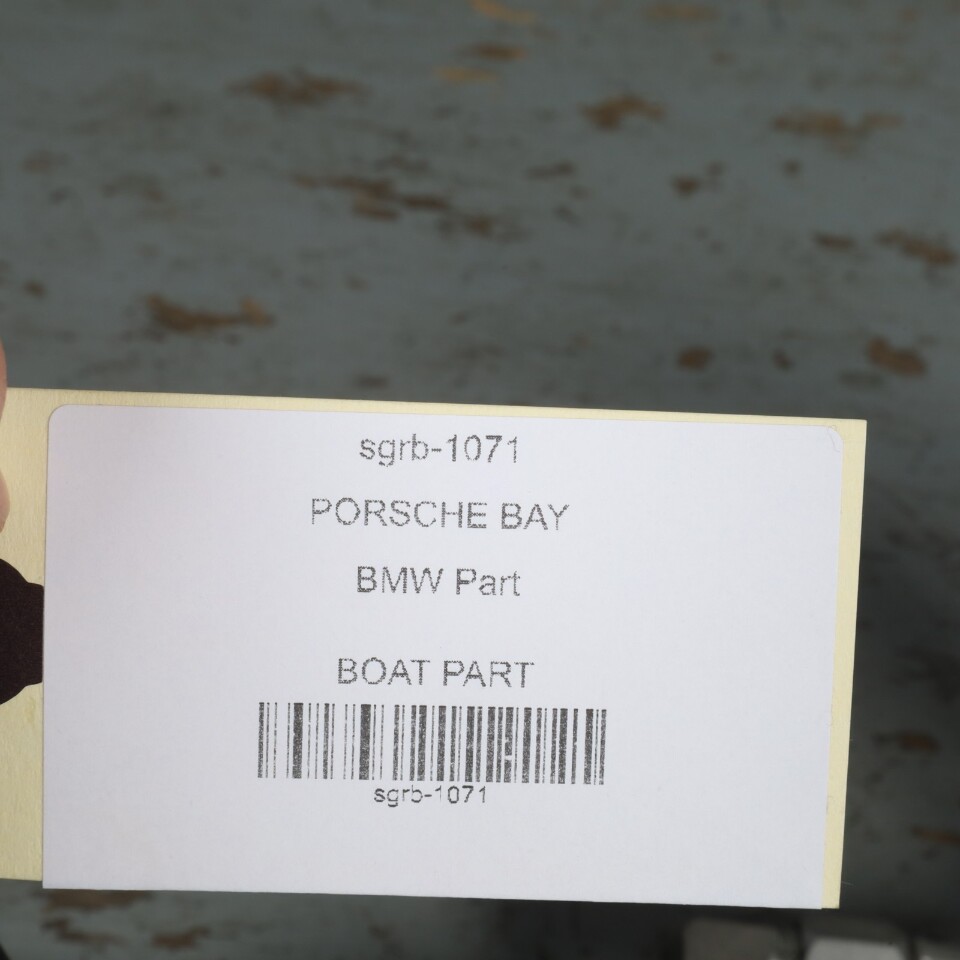 sgrb-1071
PORSCHE BAY
BMW Part
BOAT PART
sgrb-1071